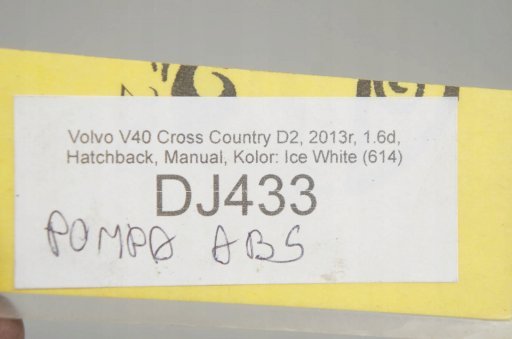 Volvo V40 Cross Country D2, 2013r, 1.6d,
Hatchback, Manual, Kolor: Ice White (614)
DJ433
POMPA ABS